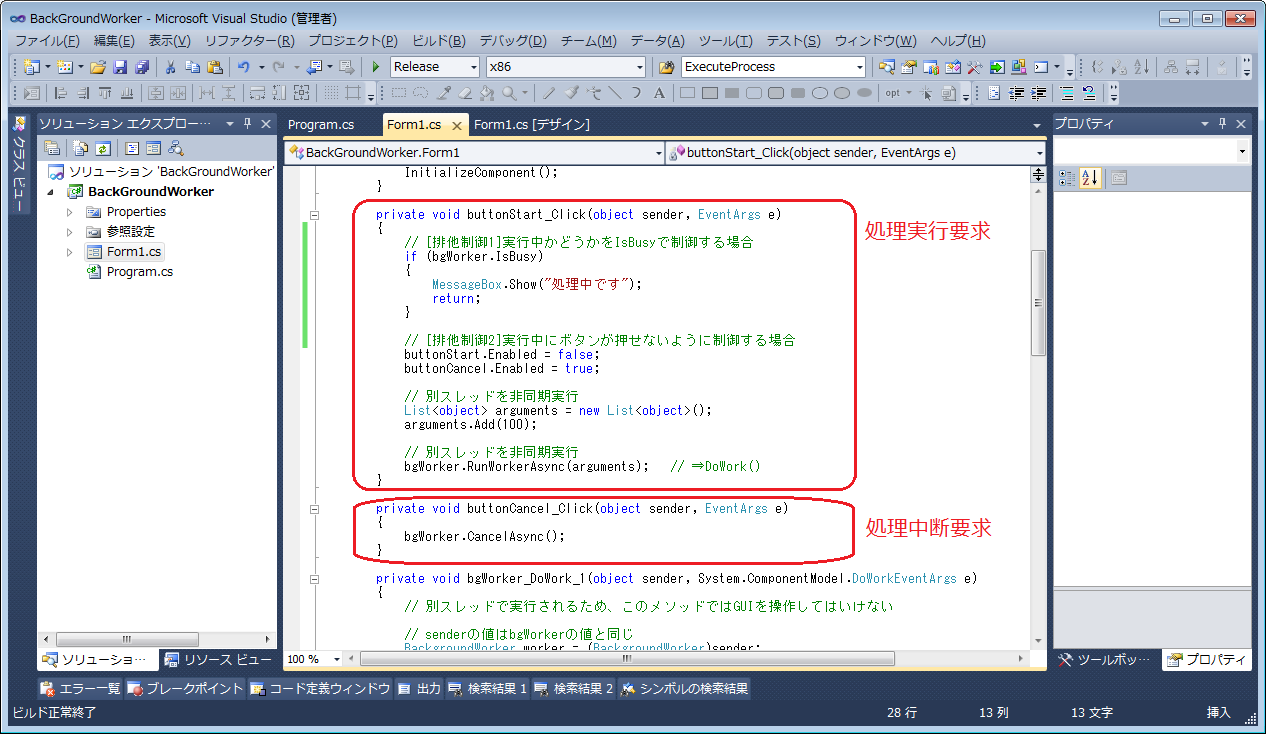 BackGroundWorker - Microsoft Visual Studio (管理者)
ファイル(F) 編集(E) 表示(V) リファクター(R) プロジェクト(P) ビルド(B) デバッグ(D) チーム(M) データ(A) ツール(T) テスト(S) ウィンドウ(W) ヘルプ(H)
Release x86 ExecuteProcess
opt
クラス ビュー
ソリューション エクスプロー…
ソリューション 'BackGroundWorker'
BackGroundWorker
Properties
参照設定
Form1.cs
Program.cs
ソリューショ… リソース ビュー
Program.cs Form1.cs Form1.cs [デザイン]
BackGroundWorker.Form1 buttonStart_Click(object sender, EventArgs e)
InitializeComponent();
}
private void buttonStart_Click(object sender, EventArgs e)
{
// [排他制御1]実行中かどうかをIsBusyで制御する場合
if (bgWorker.IsBusy)
{
MessageBox.Show("処理中です");
return;
}
// [排他制御2]実行中にボタンが押せないように制御する場合
buttonStart.Enabled = false;
buttonCancel.Enabled = true;
// 別スレッドを非同期実行
List<object> arguments = new List<object>();
arguments.Add(100);
// 別スレッドを非同期実行
bgWorker.RunWorkerAsync(arguments); // ⇒DoWork()
}
処理実行要求
private void buttonCancel_Click(object sender, EventArgs e)
{
bgWorker.CancelAsync();
}
処理中断要求
private void bgWorker_DoWork_1(object sender, System.ComponentModel.DoWorkEventArgs e)
{
// 別スレッドで実行されるため、このメソッドではGUIを操作してはいけない
// senderの値はbgWorkerの値と同じ
BackgroundWorker worker = (BackgroundWorker)sender;
100 %
プロパティ
ツールボッ… プロパティ
エラー一覧 ブレークポイント コード定義ウィンドウ 出力 検索結果 1 検索結果 2 シンボルの検索結果
ビルド正常終了 28 行 13 列 13 文字 挿入